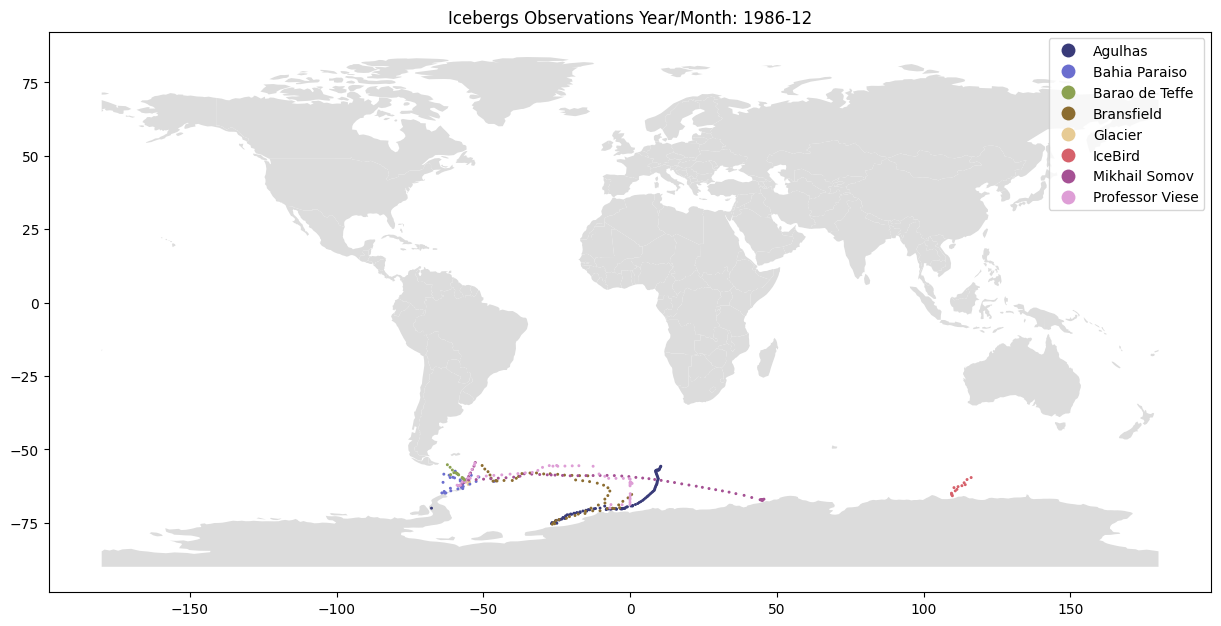 Icebergs Observations Year/Month: 1986-12
Agulhas
Bahia Paraiso
Barao de Teffe
Bransfield
Glacier
IceBird
Mikhail Somov
Professor Viese
75
50
25
0
−25
−50
−75
−150 −100 −50 0 50 100 150